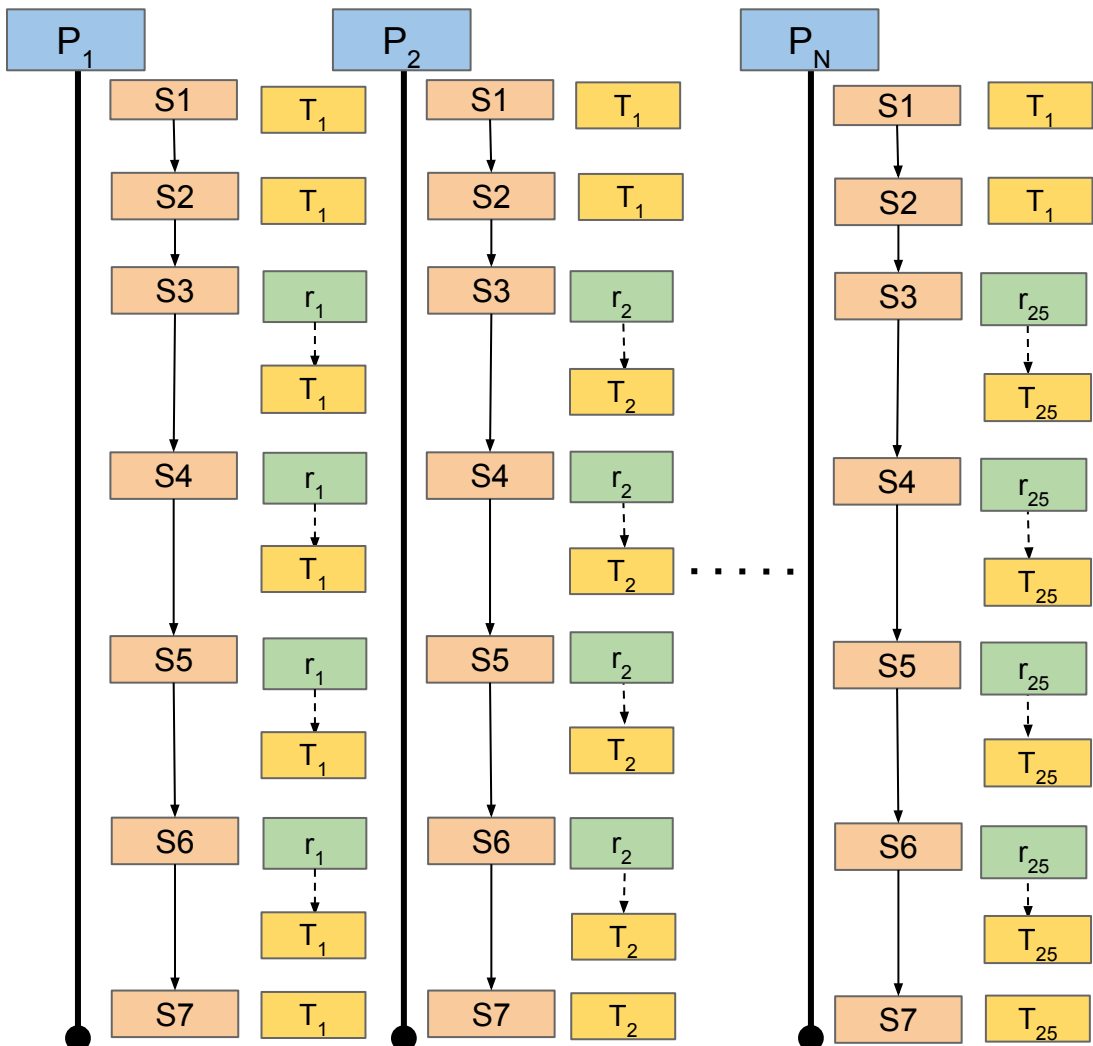 P₁ P₂ P_N
S1 T₁ S1 T₁ S1 T₁
S2 T₁ S2 T₁ S2 T₁
S3 r₁ S3 r₂ S3 r₂₅
T₁ T₂ T₂₅
S4 r₁ S4 r₂ S4 r₂₅
T₁ T₂ ..... T₂₅
S5 r₁ S5 r₂ S5 r₂₅
T₁ T₂ T₂₅
S6 r₁ S6 r₂ S6 r₂₅
T₁ T₂ T₂₅
S7 T₁ S7 T₂ S7 T₂₅